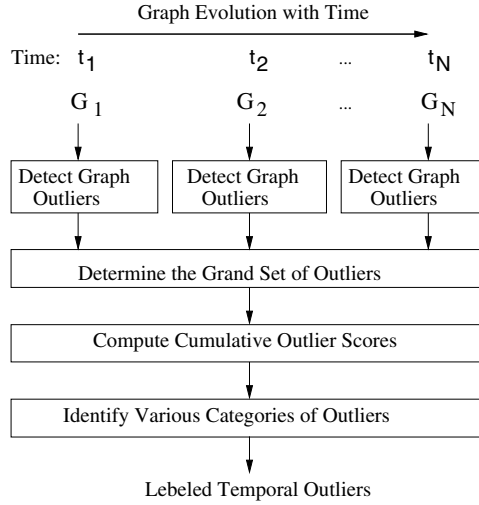 Graph Evolution with Time
Time: t1 t2 ... tN
G1 G2 ... GN
Detect Graph Outliers
Detect Graph Outliers
Detect Graph Outliers
Determine the Grand Set of Outliers
Compute Cumulative Outlier Scores
Identify Various Categories of Outliers
Lebeled Temporal Outliers